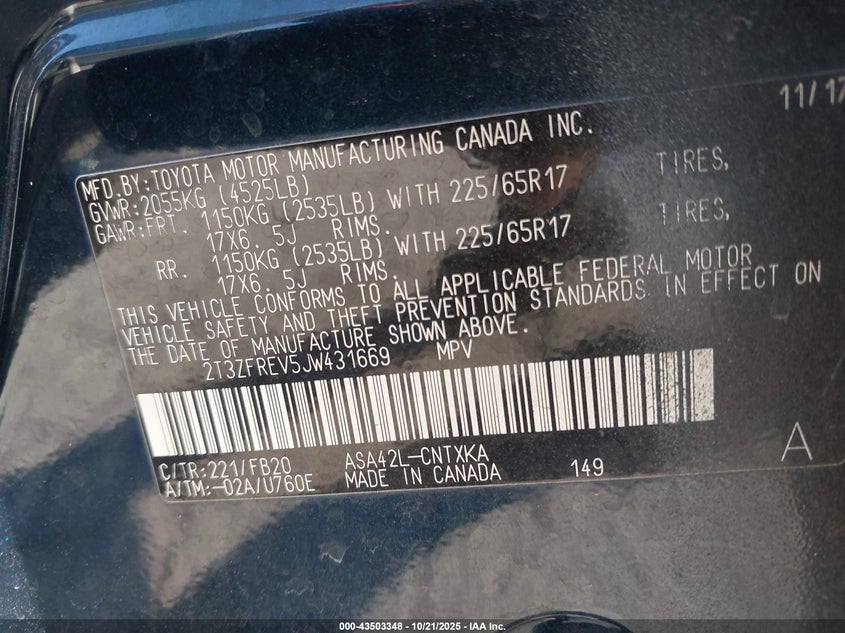 11/17
MFD.BY:TOYOTA MOTOR MANUFACTURING CANADA INC.
GVWR:2055KG (4525LB)
GAWR:FRT. 1150KG (2535LB) WITH 225/65R17 TIRES,
17X6. 5J RIMS.
RR. 1150KG (2535LB) WITH 225/65R17 TIRES,
17X6. 5J RIMS.
THIS VEHICLE CONFORMS TO ALL APPLICABLE FEDERAL MOTOR
VEHICLE SAFETY AND THEFT PREVENTION STANDARDS IN EFFECT ON
THE DATE OF MANUFACTURE SHOWN ABOVE.
2T3ZFREV5JW431669 MPV
C/TR:221/FB20 ASA42L-CNTXKA A
A/TM:-02A/U760E MADE IN CANADA 149
000-43503348 - 10/21/2025 - IAA Inc.